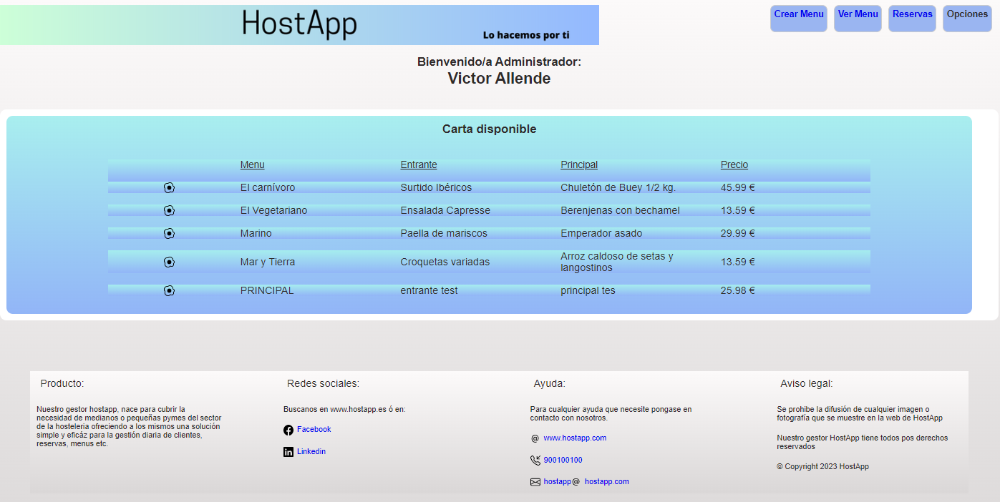 HostApp
Lo hacemos por ti
Crear Menu
Ver Menu
Reservas
Opciones
Bienvenido/a Administrador:
Victor Allende
Carta disponible
Menu Entrante Principal Precio
El carnívoro Surtido Ibéricos Chuletón de Buey 1/2 kg. 45.99 €
El Vegetariano Ensalada Capresse Berenjenas con bechamel 13.59 €
Marino Paella de mariscos Emperador asado 29.99 €
Mar y Tierra Croquetas variadas Arroz caldoso de setas y
langostinos 13.59 €
PRINCIPAL entrante test principal tes 25.98 €
Producto:
Nuestro gestor hostapp, nace para cubrir la
necesidad de medianos o pequeñas pymes del sector
de la hosteleria ofreciendo a los mismos una solución
simple y eficáz para la gestión diaria de clientes,
reservas, menus etc.
Redes sociales:
Buscanos en www.hostapp.es ó en:
Facebook
Linkedin
Ayuda:
Para cualquier ayuda que necesite pongase en
contacto con nosotros.
@ www.hostapp.com
900100100
hostapp@ hostapp.com
Aviso legal:
Se prohibe la difusión de cualquier imagen o
fotografía que se muestre en la web de HostApp
Nuestro gestor HostApp tiene todos pos derechos
reservados
© Copyright 2023 HostApp